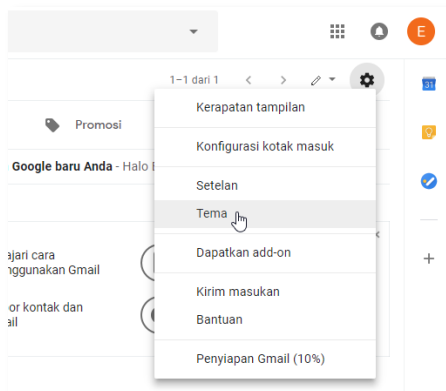 E
1–1 dari 1
31
Kerapatan tampilan
Promosi
Konfigurasi kotak masuk
Google baru Anda - Halo
Setelan
Tema
ajari cara
nggunakan Gmail
Dapatkan add-on
or kontak dan
ail
Kirim masukan
Bantuan
Penyiapan Gmail (10%)